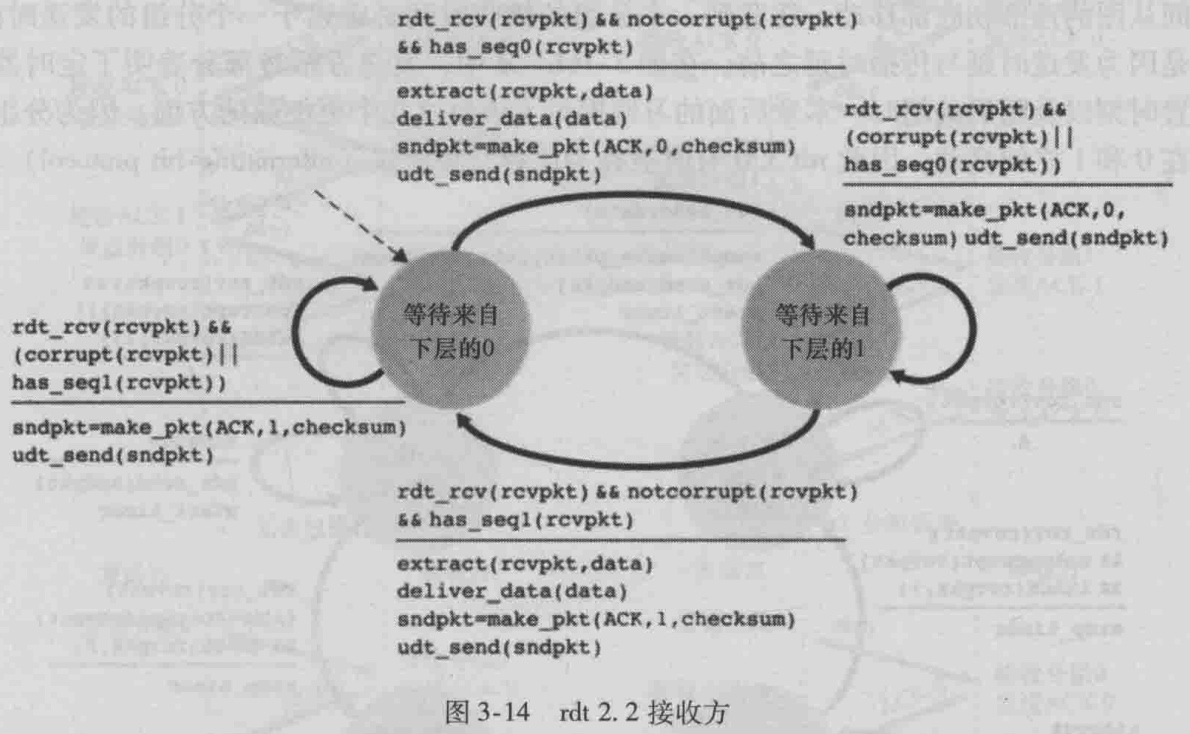 rdt_rcv(rcvpkt) && notcorrupt(rcvpkt)
&& has_seq0(rcvpkt)
extract(rcvpkt,data)
deliver_data(data)
sndpkt=make_pkt(ACK,0,checksum)
udt_send(sndpkt)
rdt_rcv(rcvpkt) &&
(corrupt(rcvpkt)||
has_seq0(rcvpkt))
sndpkt=make_pkt(ACK,0,
checksum) udt_send(sndpkt)
等待来自
下层的0
等待来自
下层的1
rdt_rcv(rcvpkt) &&
(corrupt(rcvpkt)||
has_seq1(rcvpkt))
sndpkt=make_pkt(ACK,1,checksum)
udt_send(sndpkt)
rdt_rcv(rcvpkt) && notcorrupt(rcvpkt)
&& has_seq1(rcvpkt)
extract(rcvpkt,data)
deliver_data(data)
sndpkt=make_pkt(ACK,1,checksum)
udt_send(sndpkt)
图 3-14 rdt 2. 2 接收方